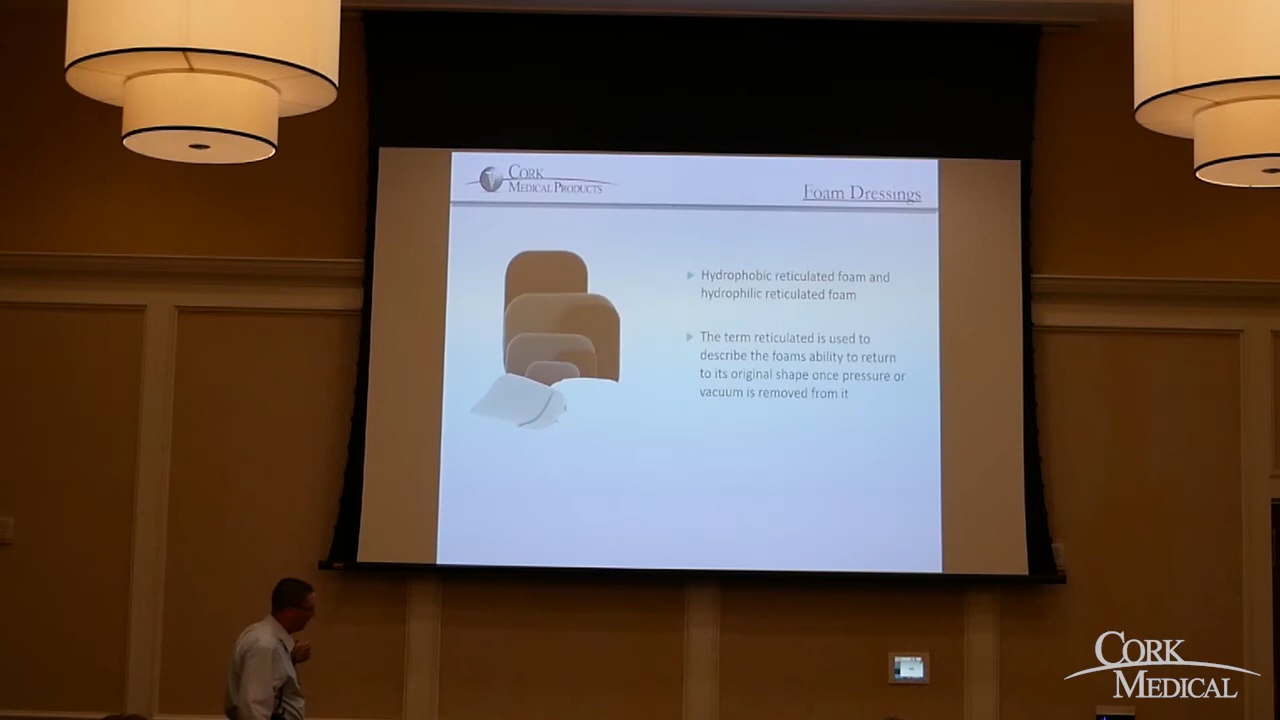 CORK
MEDICAL PRODUCTS
Foam Dressings
Hydrophobic reticulated foam and
hydrophilic reticulated foam
The term reticulated is used to
describe the foams ability to return
to its original shape once pressure or
vacuum is removed from it
CORK
MEDICAL